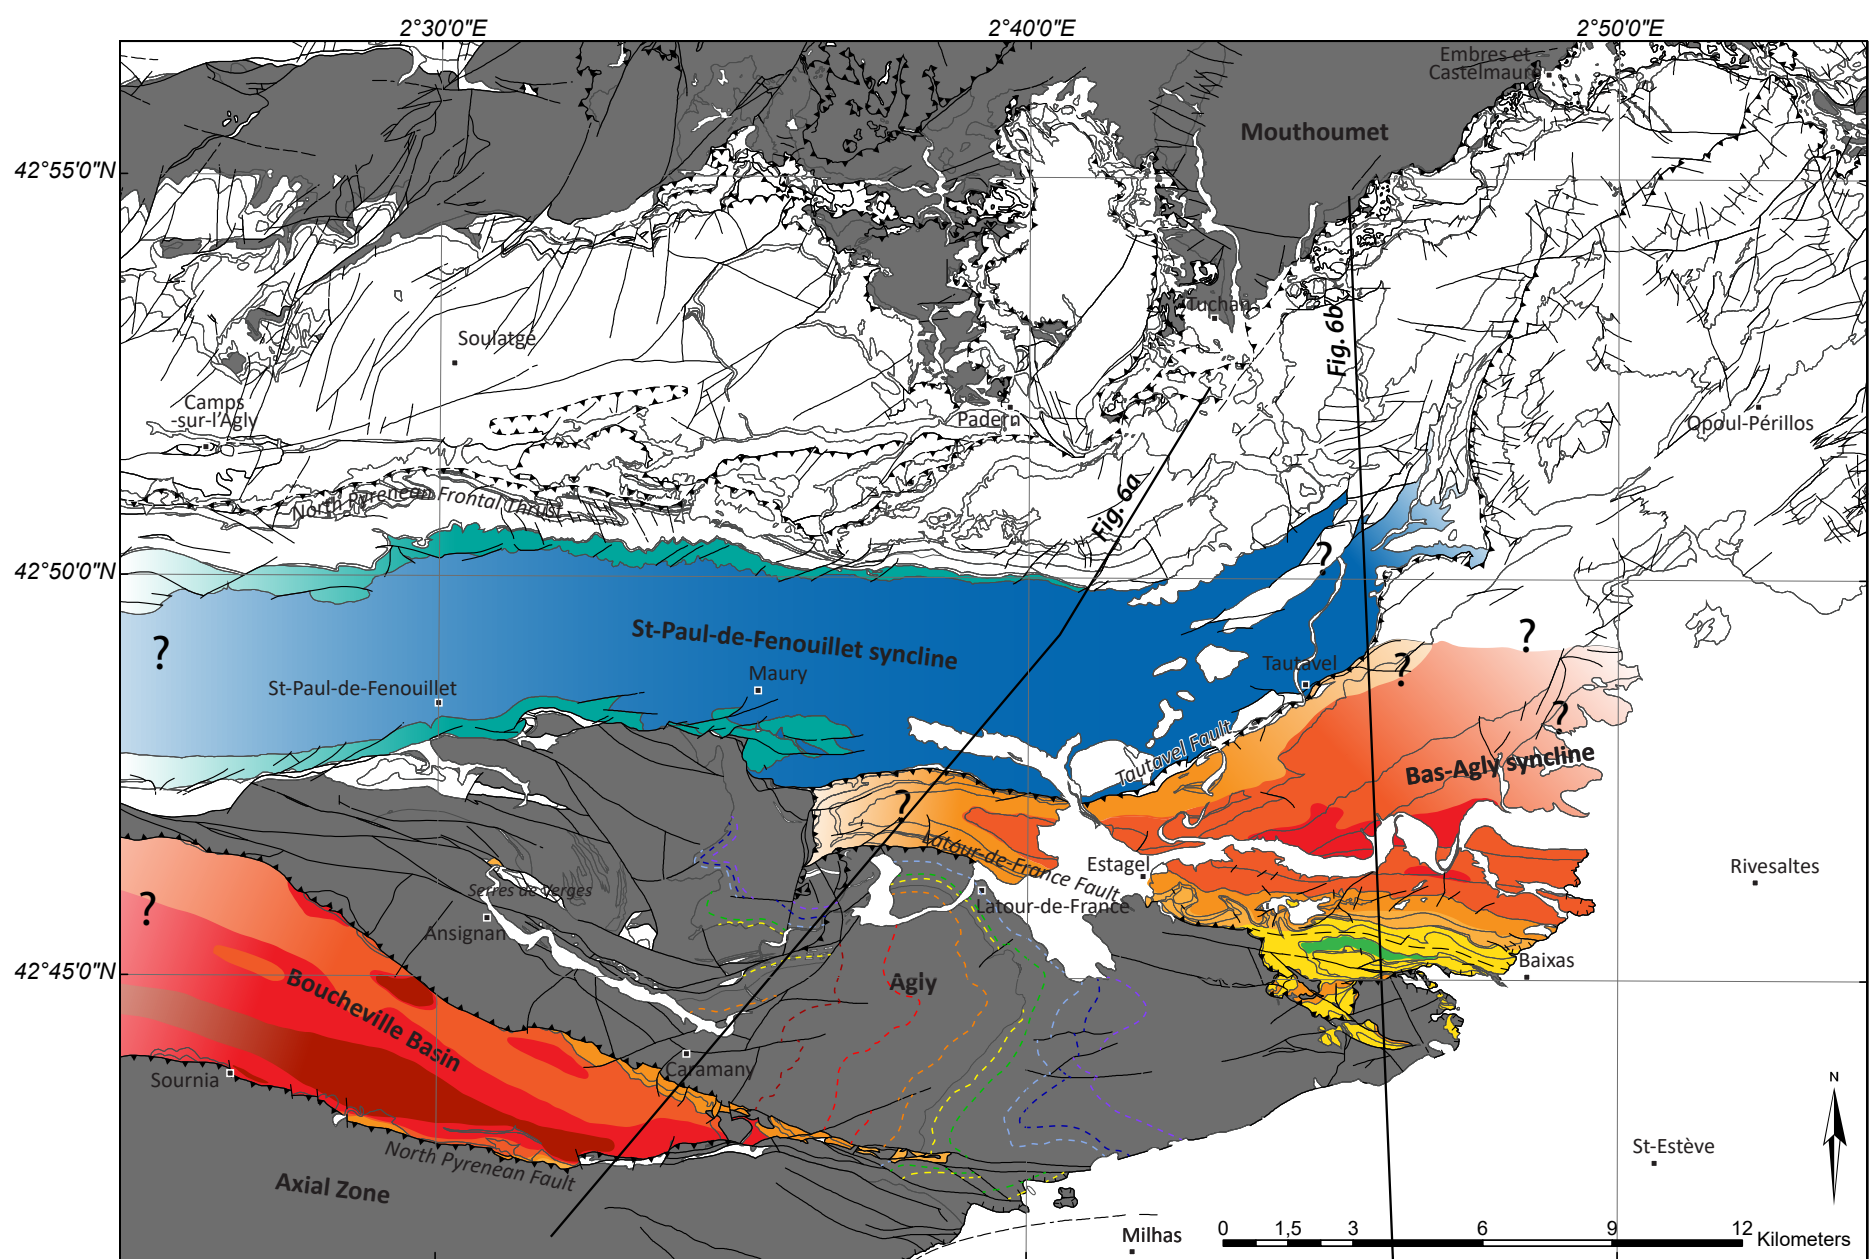 2°30'0"E
2°40'0"E
2°50'0"E
Embres et
Castelmaure
Mouthoumet
42°55'0"N
Tuchan
Fig. 6b
Soulatgé
Camps
-sur-l'Agly
Padern
Opoul-Périllos
North Pyrenean Frontal Thrust
Fig. 6a
?
42°50'0"N
?
St-Paul-de-Fenouillet syncline
?
?
Tautavel
Maury
St-Paul-de-Fenouillet
?
Tautavel Fault
Bas-Agly syncline
?
Latour-de-France Fault
Estagel
Rivesaltes
Serres de Verges
?
Latour-de-France
Ansignan
Baixas
42°45'0"N
Agly
Boucheville Basin
Caramany
Sournia
N
North Pyrenean Fault
St-Estève
Axial Zone
Milhas
0 1,5 3 6 9 12
Kilometers